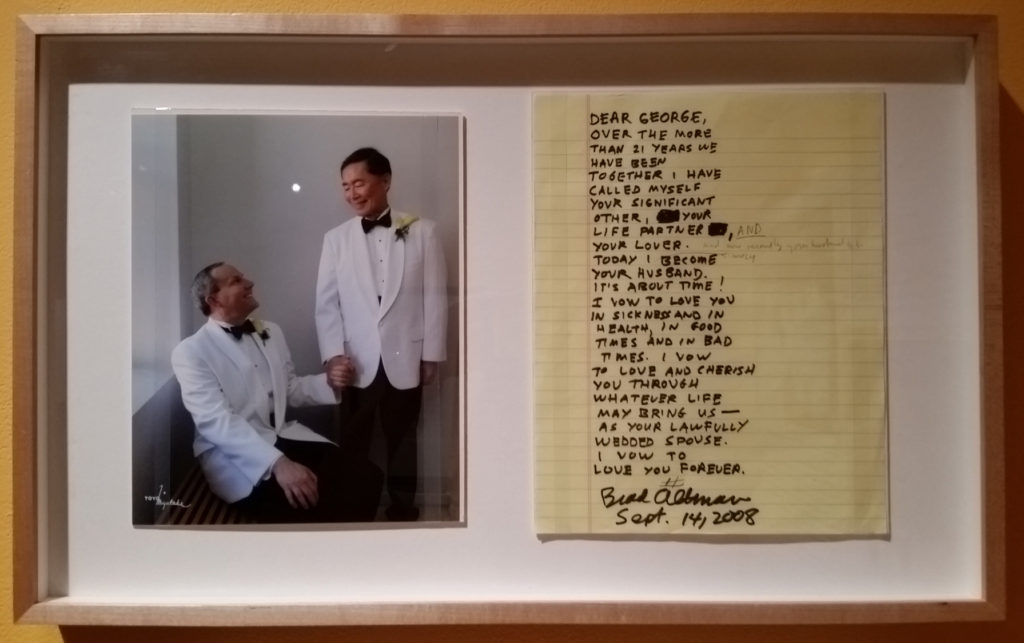 DEAR GEORGE,
OVER THE MORE
THAN 21 YEARS WE
HAVE BEEN
TOGETHER I HAVE
CALLED MYSELF
YOUR SIGNIFICANT
OTHER, YOUR
LIFE PARTNER, AND
YOUR LOVER.
TODAY I BECOME
YOUR HUSBAND.
IT'S ABOUT TIME!
I VOW TO LOVE YOU
IN SICKNESS AND IN
HEALTH, IN GOOD
TIMES AND IN BAD
TIMES. I VOW
TO LOVE AND CHERISH
YOU THROUGH
WHATEVER LIFE
MAY BRING US —
AS YOUR LAWFULLY
WEDDED SPOUSE.
I VOW TO
LOVE YOU FOREVER.
#
Brad Altman
Sept. 14, 2008
TOYO
Miyatake